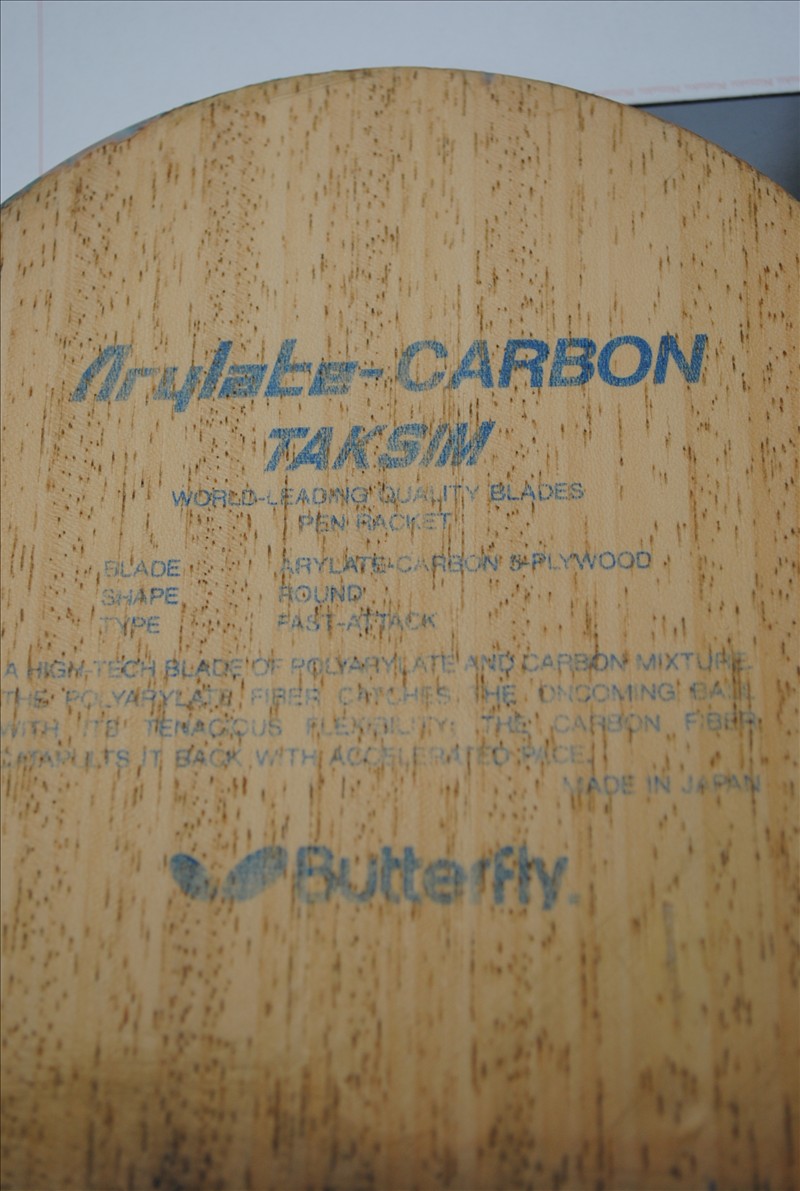 Arylate-CARBON
TAKSIM
WORLD-LEADING QUALITY BLADES
PEN RACKET
BLADE ARYLATE-CARBON 5-PLYWOOD
SHAPE ROUND
TYPE FAST-ATTACK
A HIGH-TECH BLADE OF POLYARYLATE AND CARBON MIXTURE.
THE POLYARYLATE FIBER CATCHES THE ONCOMING BALL
WITH ITS TENACIOUS FLEXIBILITY; THE CARBON FIBER
CATAPULTS IT BACK WITH ACCELERATED PACE.
MADE IN JAPAN
Butterfly